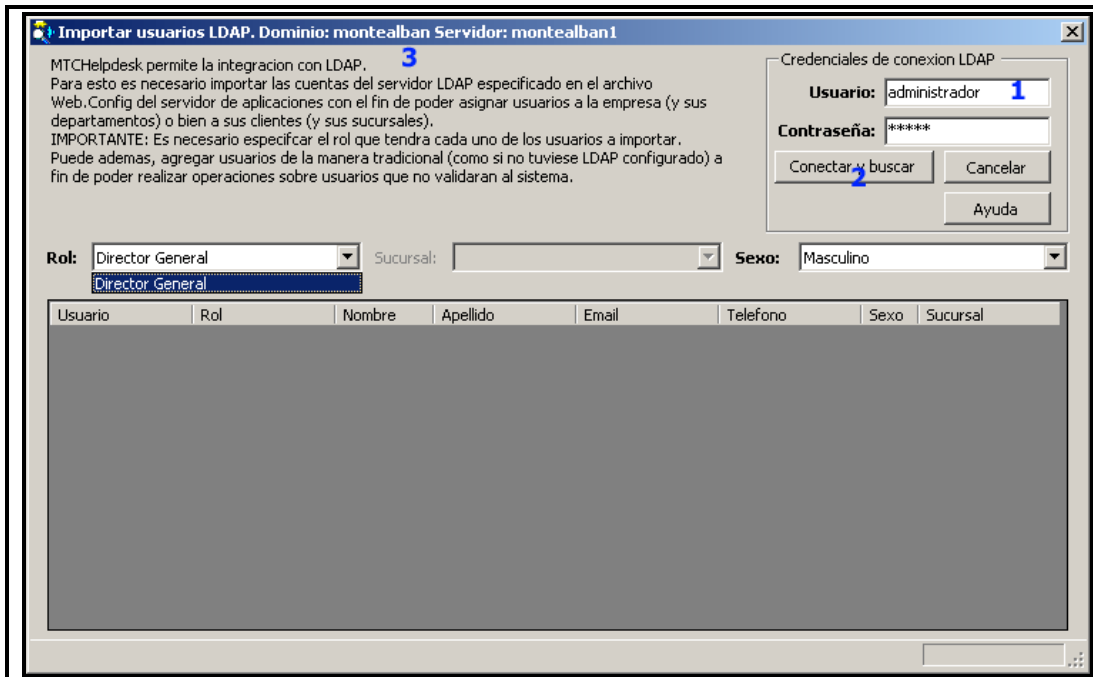 Importar usuarios LDAP. Dominio: montealban Servidor: montealban1
3
MTCHelpdesk permite la integracion con LDAP.
Para esto es necesario importar las cuentas del servidor LDAP especificado en el archivo
Web.Config del servidor de aplicaciones con el fin de poder asignar usuarios a la empresa (y sus
departamentos) o bien a sus clientes (y sus sucursales).
IMPORTANTE: Es necesario especifcar el rol que tendra cada uno de los usuarios a importar.
Puede ademas, agregar usuarios de la manera tradicional (como si no tuviese LDAP configurado) a
fin de poder realizar operaciones sobre usuarios que no validaran al sistema.
Credenciales de conexion LDAP
Usuario: administrador 1
Contraseña: *****
Conectar y buscar Cancelar
2
Ayuda
Rol: Director General Sucursal: Sexo: Masculino
Director General
Usuario Rol Nombre Apellido Email Telefono Sexo Sucursal